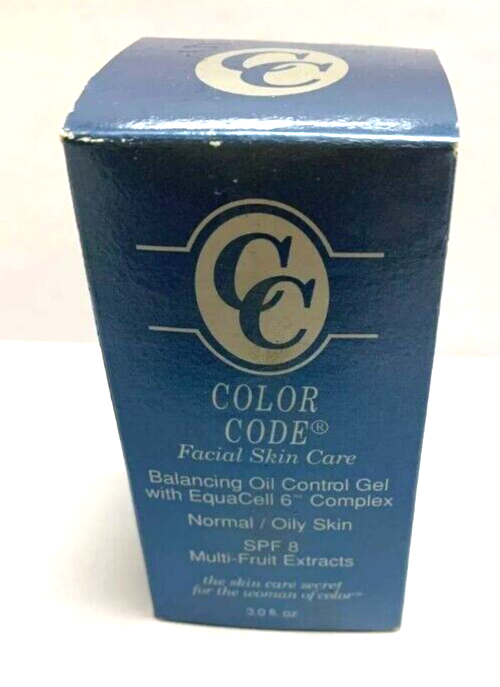 CC
CC
COLOR
CODE®
Facial Skin Care
Balancing Oil Control Gel
with EquaCell 6™ Complex
Normal / Oily Skin
SPF 8
Multi-Fruit Extracts
the skin care secret
for the woman of color™
3.0 fl. oz